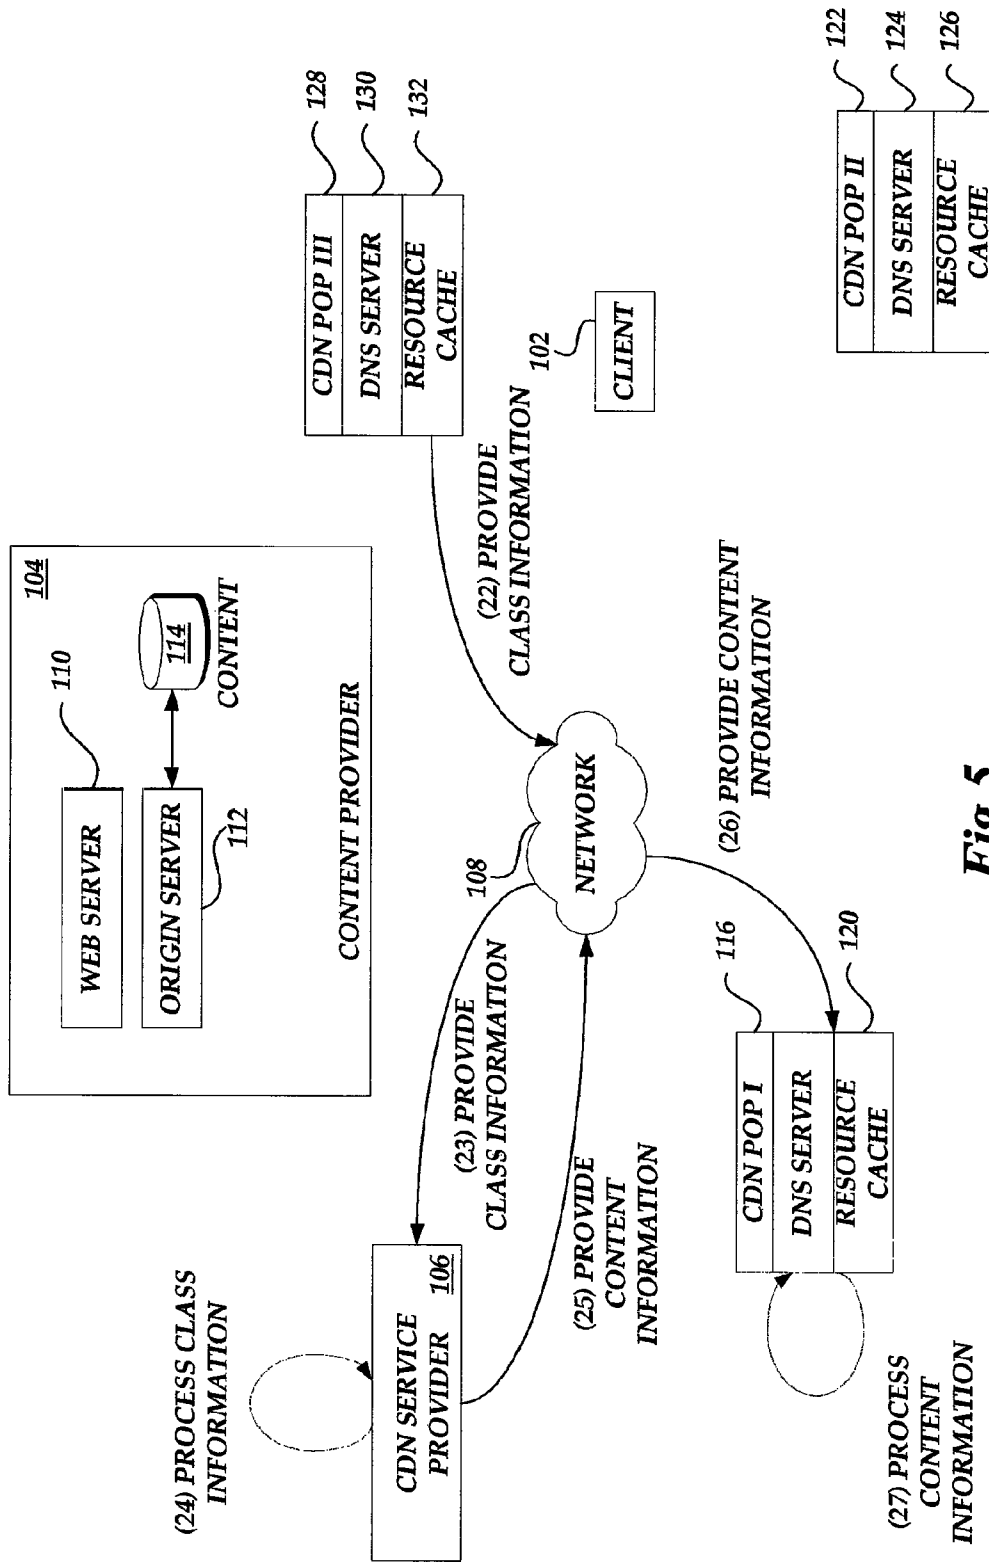 (24) PROCESS CLASS
INFORMATION
CDN SERVICE
PROVIDER
106
(23) PROVIDE
CLASS INFORMATION
(25) PROVIDE
CONTENT
INFORMATION
104
WEB SERVER
110
ORIGIN SERVER
112
114
CONTENT
CONTENT PROVIDER
108
NETWORK
(22) PROVIDE
CLASS INFORMATION
CDN POP III
128
DNS SERVER
130
RESOURCE
CACHE
132
102
CLIENT
(26) PROVIDE CONTENT
INFORMATION
CDN POP I
116
DNS SERVER
RESOURCE
CACHE
120
(27) PROCESS
CONTENT
INFORMATION
CDN POP II
122
DNS SERVER
124
RESOURCE
CACHE
126
Fig 5